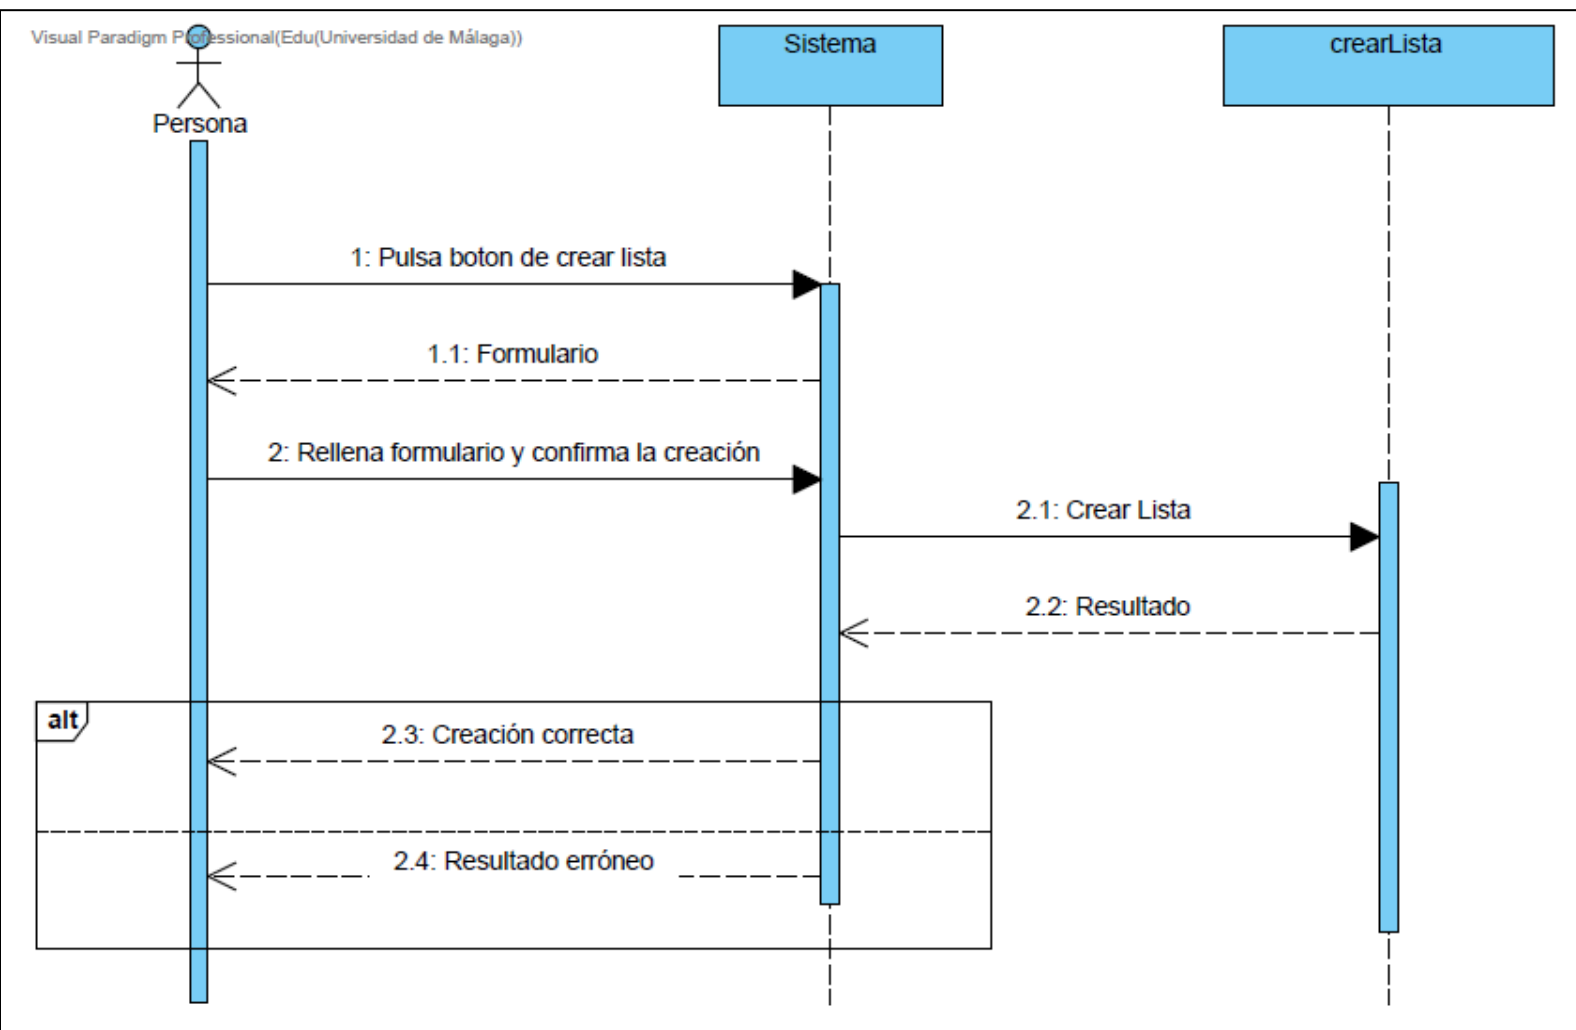 Visual Paradigm Professional(Edu(Universidad de Málaga))
Persona
Sistema
crearLista
1: Pulsa boton de crear lista
1.1: Formulario
2: Rellena formulario y confirma la creación
2.1: Crear Lista
2.2: Resultado
alt
2.3: Creación correcta
2.4: Resultado erróneo